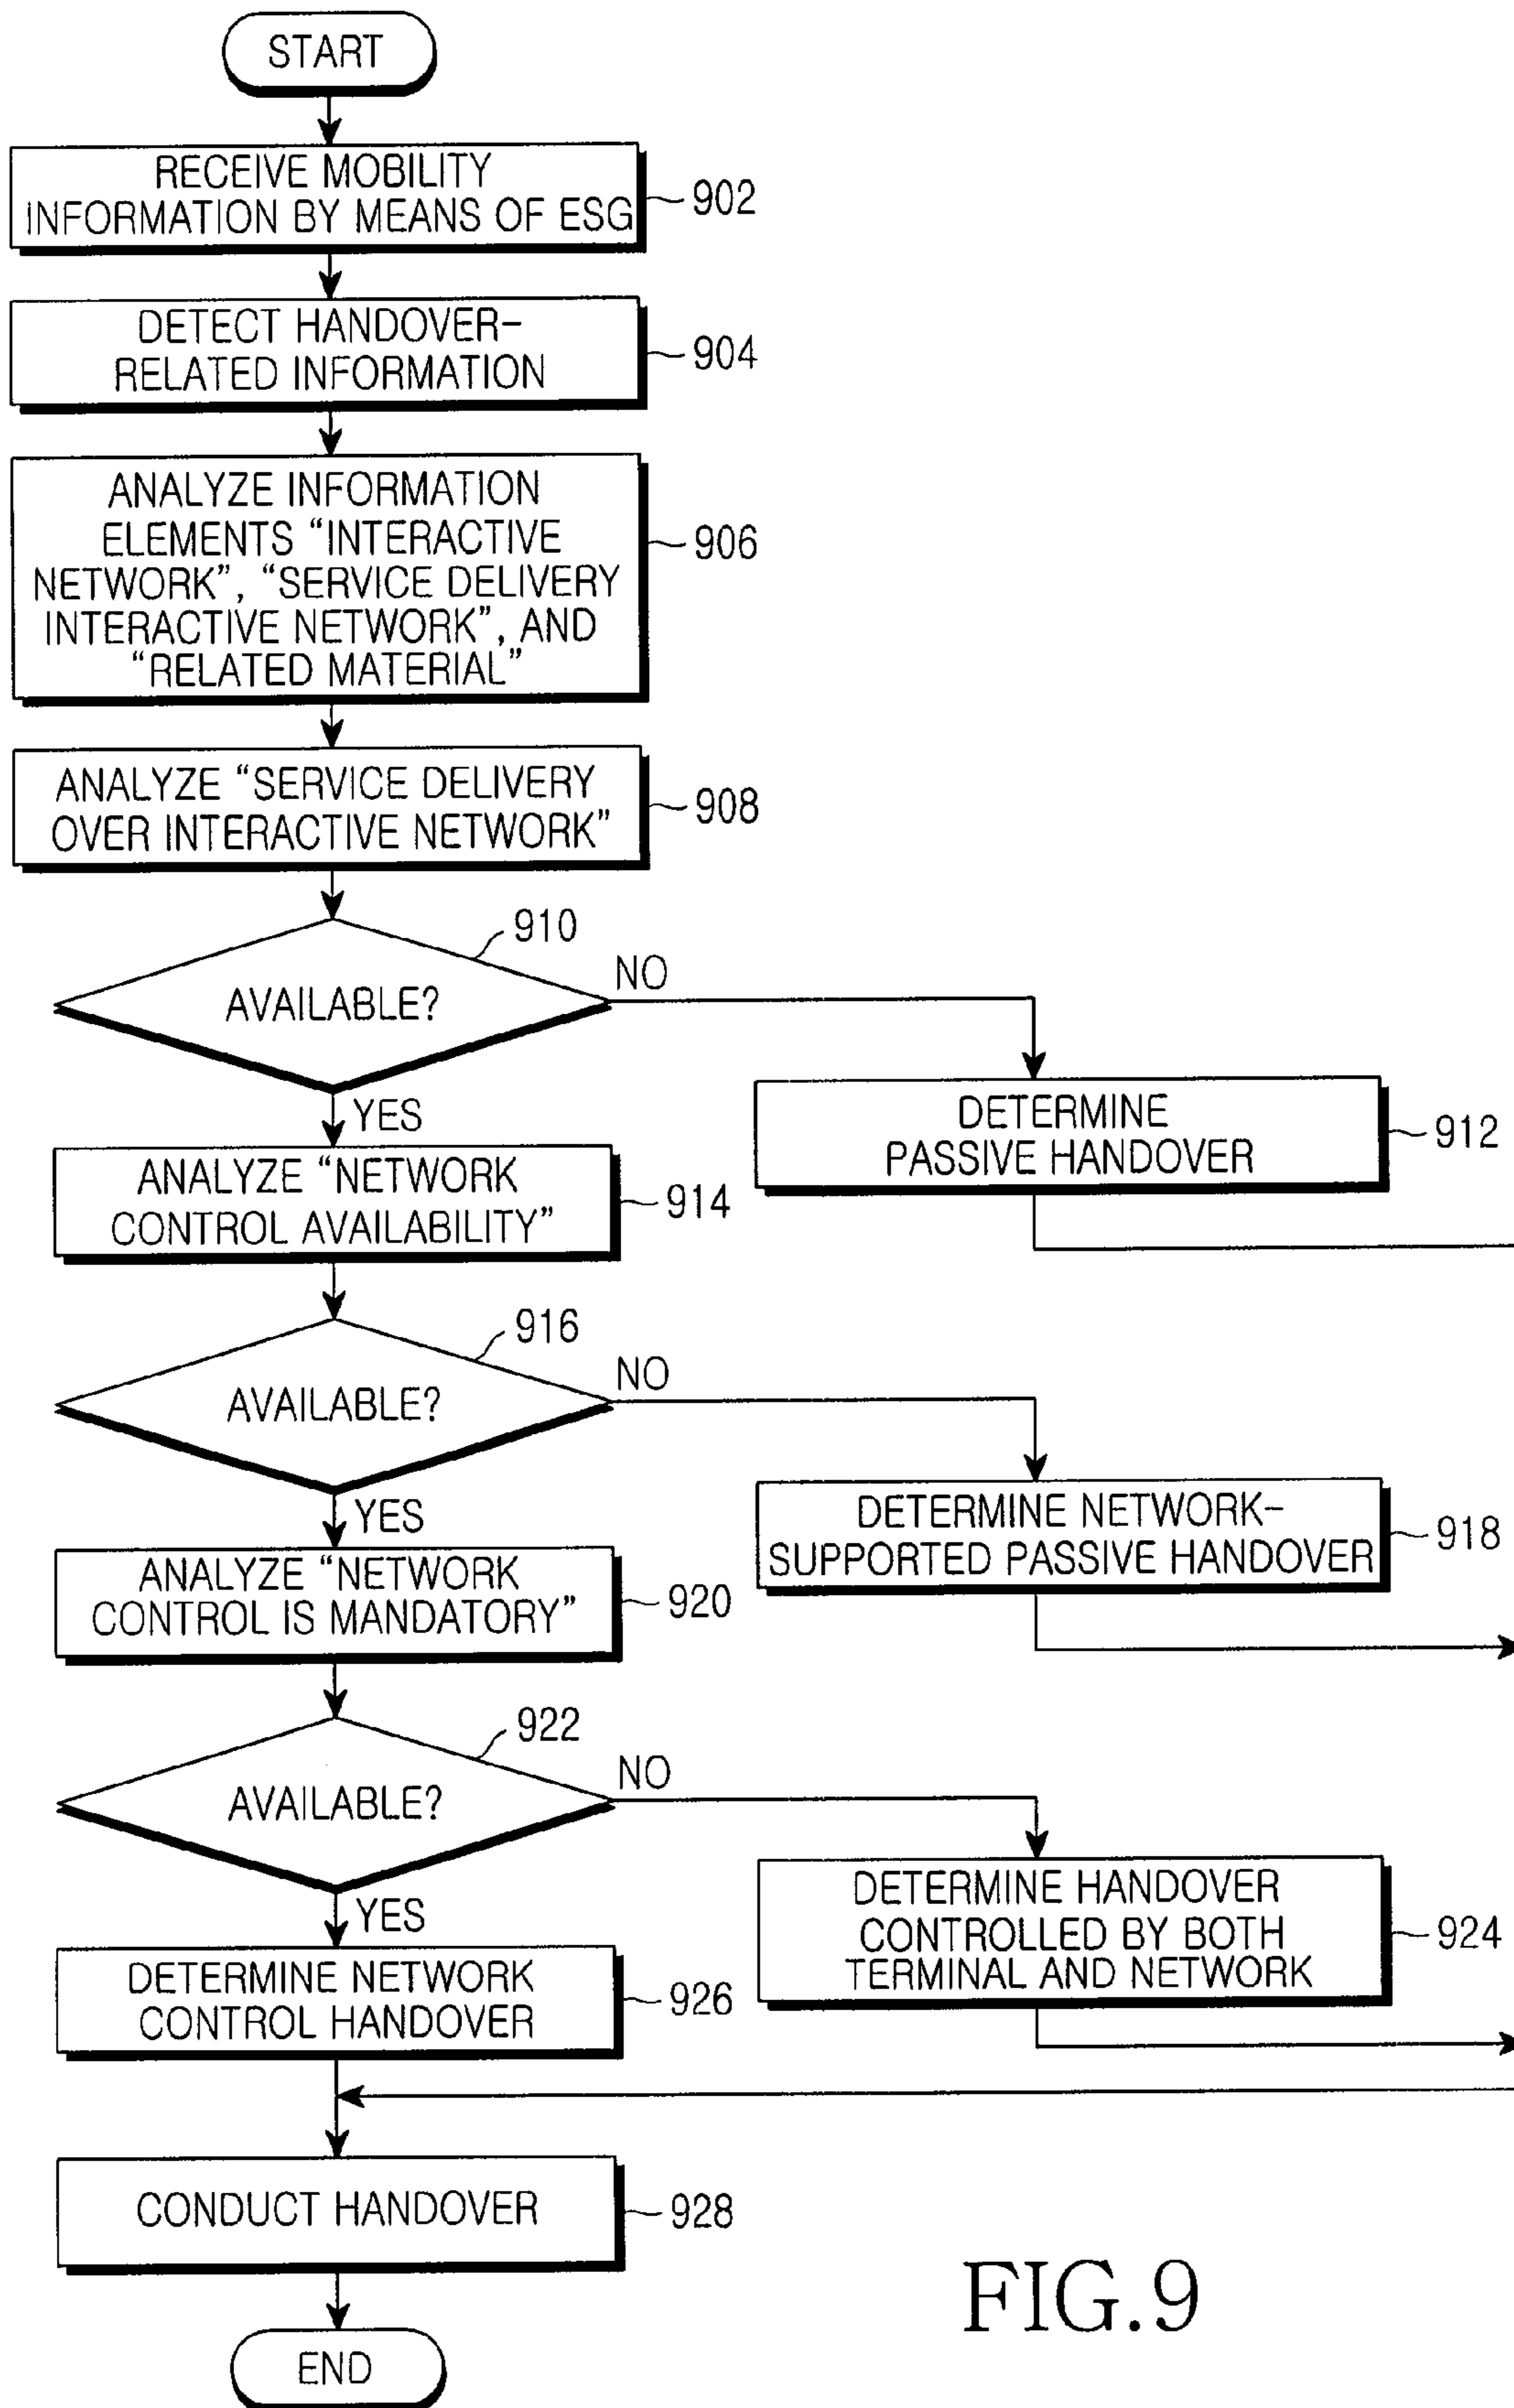 START
RECEIVE MOBILITY
INFORMATION BY MEANS OF ESG
902
DETECT HANDOVER-
RELATED INFORMATION
904
ANALYZE INFORMATION
ELEMENTS “INTERACTIVE
NETWORK”, “SERVICE DELIVERY
INTERACTIVE NETWORK”, AND
“RELATED MATERIAL”
906
ANALYZE “SERVICE DELIVERY
OVER INTERACTIVE NETWORK”
908
910
AVAILABLE?
NO
YES
DETERMINE
PASSIVE HANDOVER
912
ANALYZE “NETWORK
CONTROL AVAILABILITY”
914
916
AVAILABLE?
NO
YES
DETERMINE NETWORK-
SUPPORTED PASSIVE HANDOVER
918
ANALYZE “NETWORK
CONTROL IS MANDATORY”
920
922
AVAILABLE?
NO
YES
DETERMINE HANDOVER
CONTROLLED BY BOTH
TERMINAL AND NETWORK
924
DETERMINE NETWORK
CONTROL HANDOVER
926
CONDUCT HANDOVER
928
END
FIG.9